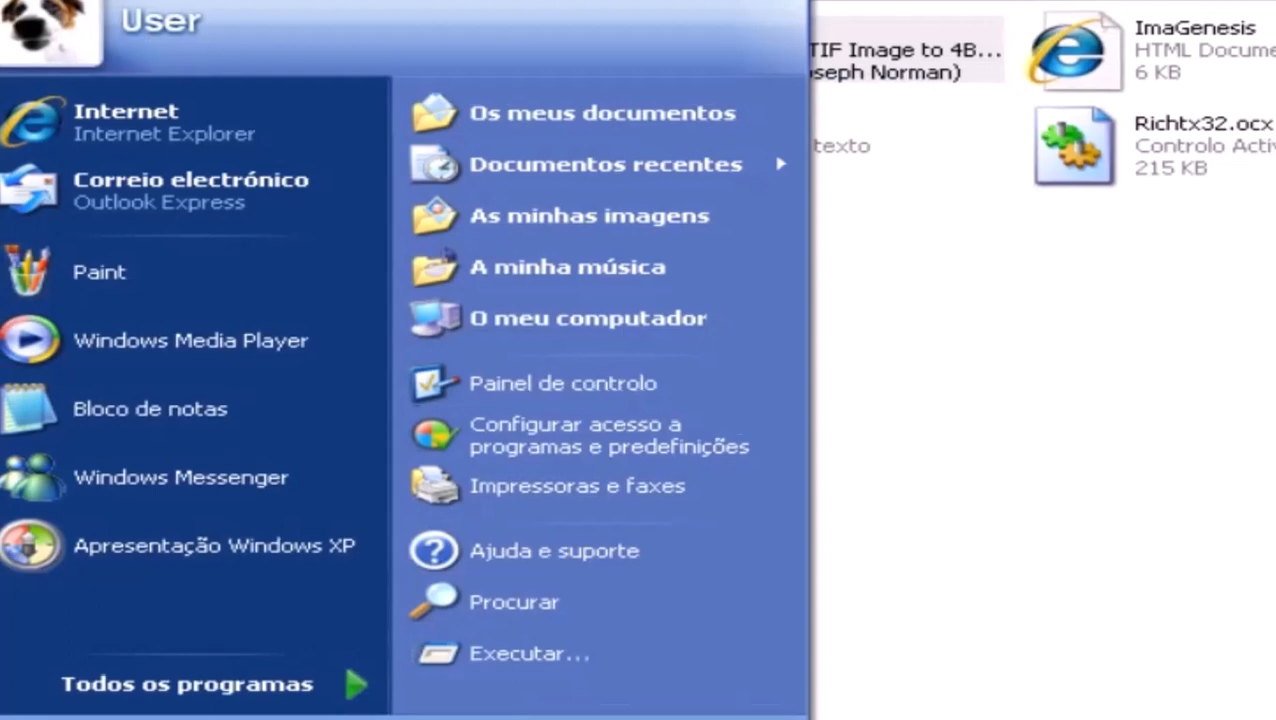 User
Internet
Internet Explorer
Correio electrónico
Outlook Express
Paint
Windows Media Player
Bloco de notas
Windows Messenger
Apresentação Windows XP
Todos os programas
Os meus documentos
Documentos recentes
As minhas imagens
A minha música
O meu computador
Painel de controlo
Configurar acesso a
programas e predefinições
Impressoras e faxes
Ajuda e suporte
Procurar
Executar...
TIF Image to 4B...
seph Norman)
texto
ImaGenesis
HTML Docume
6 KB
Richtx32.ocx
Controlo Activ
215 KB